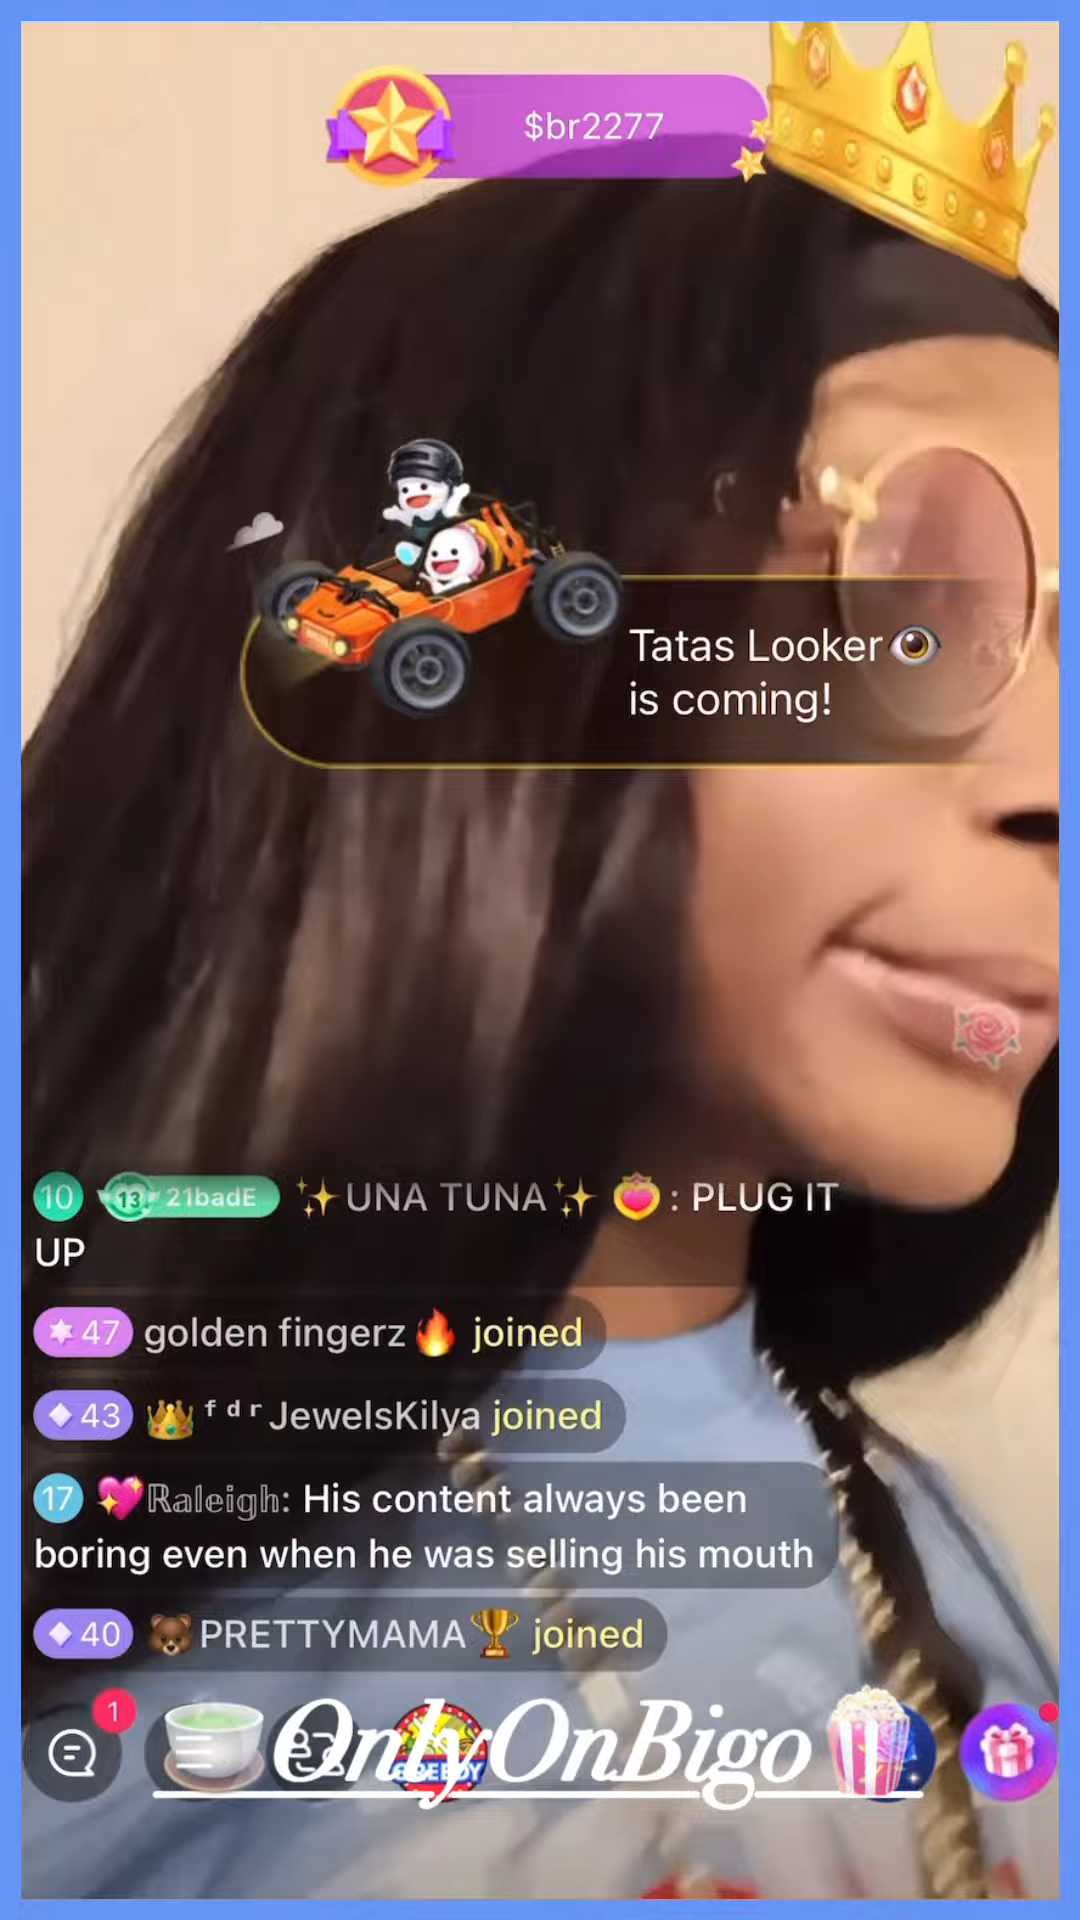 $br2277
Tatas Looker👁
is coming!
10 13 21badE ✨UNA TUNA✨ : PLUG IT
UP
47 golden fingerz🔥 joined
43 👑ᶠᵈʳJewelsKilya joined
17 💖ℝ𝕒𝕝𝕖𝕚𝕘𝕙: His content always been
boring even when he was selling his mouth
40 🐻PRETTYMAMA🏆 joined
1
OnlyOnBigo
GREEDY